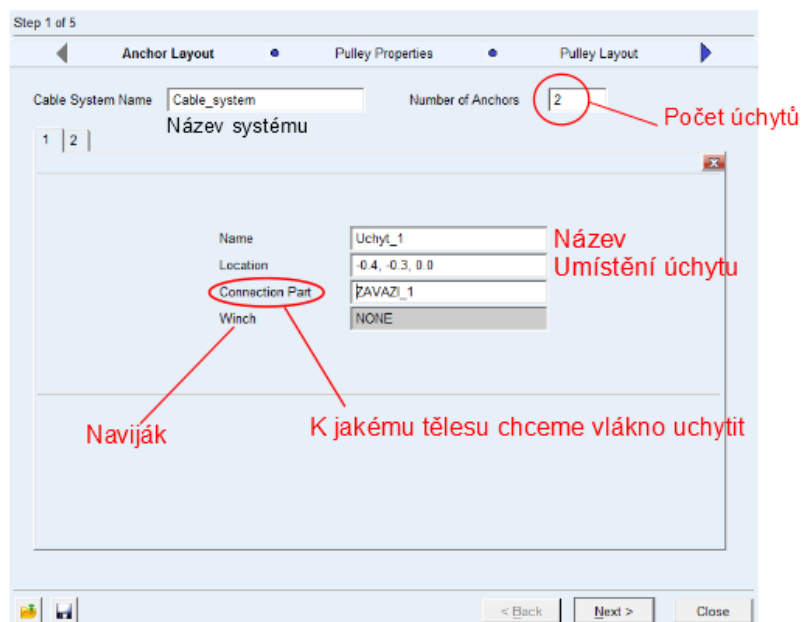 Step 1 of 5
Anchor Layout Pulley Properties Pulley Layout
Cable System Name Cable_system Number of Anchors 2
Počet úchytů
Název systému
1 2
Name Uchyt_1 Název
Location -0.4, -0.3, 0.0 Umístění úchytu
Connection Part ZAVAZI_1
Winch NONE
Naviják K jakému tělesu chceme vlákno uchytit
< Back Next > Close